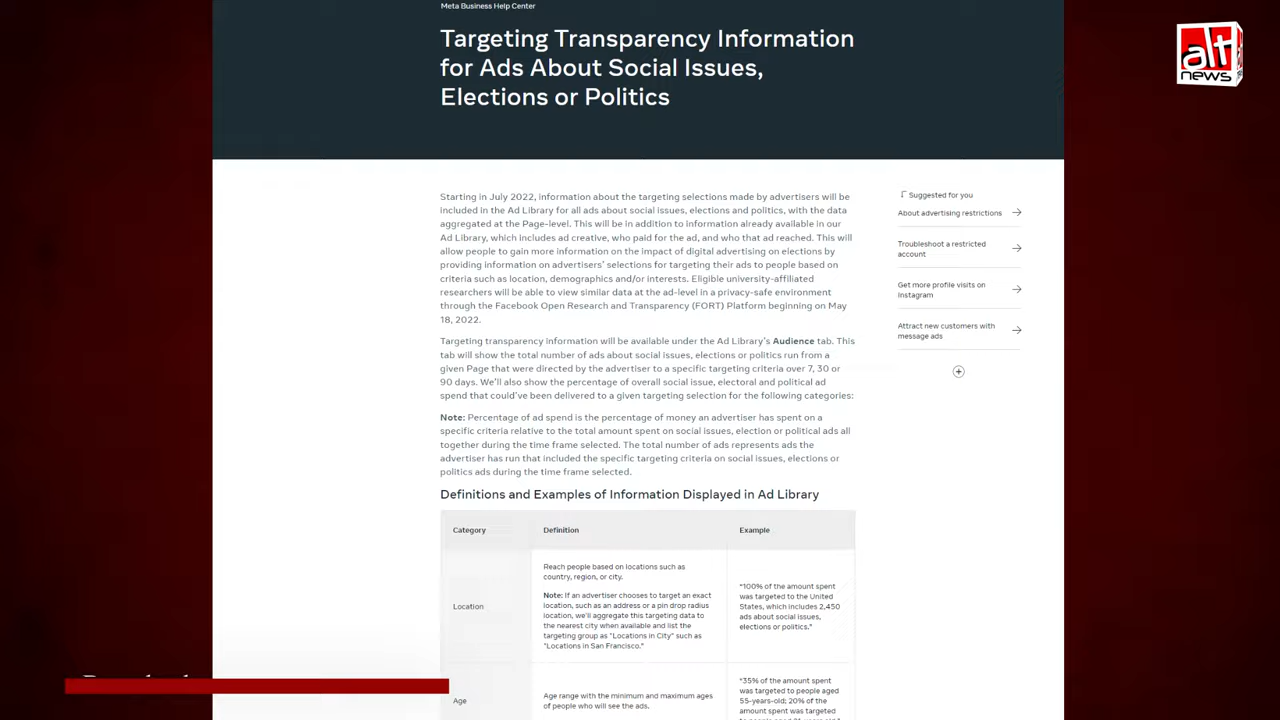 Meta Business Help Center
Targeting Transparency Information
for Ads About Social Issues,
Elections or Politics
alt
news
Starting in July 2022, information about the targeting selections made by advertisers will be
included in the Ad Library for all ads about social issues, elections and politics, with the data
aggregated at the Page-level. This will be in addition to information already available in our
Ad Library, which includes ad creative, who paid for the ad, and who that ad reached. This will
allow people to gain more information on the impact of digital advertising on elections by
providing information on advertisers' selections for targeting their ads to people based on
criteria such as location, demographics and/or interests. Eligible university-affiliated
researchers will be able to view similar data at the ad-level in a privacy-safe environment
through the Facebook Open Research and Transparency (FORT) Platform beginning on May
18, 2022.
Targeting transparency information will be available under the Ad Library's Audience tab. This
tab will show the total number of ads about social issues, elections or politics run from a
given Page that were directed by the advertiser to a specific targeting criteria over 7, 30 or
90 days. We'll also show the percentage of overall social issue, electoral and political ad
spend that could've been delivered to a given targeting selection for the following categories:
Note: Percentage of ad spend is the percentage of money an advertiser has spent on a
specific criteria relative to the total amount spent on social issues, election or political ads all
together during the time frame selected. The total number of ads represents ads the
advertiser has run that included the specific targeting criteria on social issues, elections or
politics ads during the time frame selected.
Definitions and Examples of Information Displayed in Ad Library
Category
Definition
Example
Location
Reach people based on locations such as
country, region, or city.
Note: If an advertiser chooses to target an exact
location, such as an address or a pin drop radius
location, we'll aggregate this targeting data to
the nearest city when available and list the
targeting group as "Locations in City" such as
"Locations in San Francisco."
"100% of the amount spent
was targeted to the United
States, which includes 2,450
ads about social issues,
elections or politics."
Age
Age range with the minimum and maximum ages
of people who will see the ads.
"35% of the amount spent
was targeted to people aged
55-years-old; 20% of the
amount spent was targeted
Suggested for you
About advertising restrictions
Troubleshoot a restricted
account
Get more profile visits on
Instagram
Attract new customers with
message ads